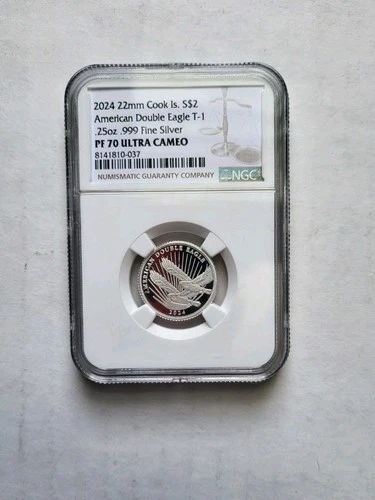 2024 22mm Cook Is. S$2
American Double Eagle T-1
.25oz .999 Fine Silver
PF 70 ULTRA CAMEO
8141810-037
NUMISMATIC GUARANTY COMPANY
NGC
AMERICAN DOUBLE EAGLE
2024